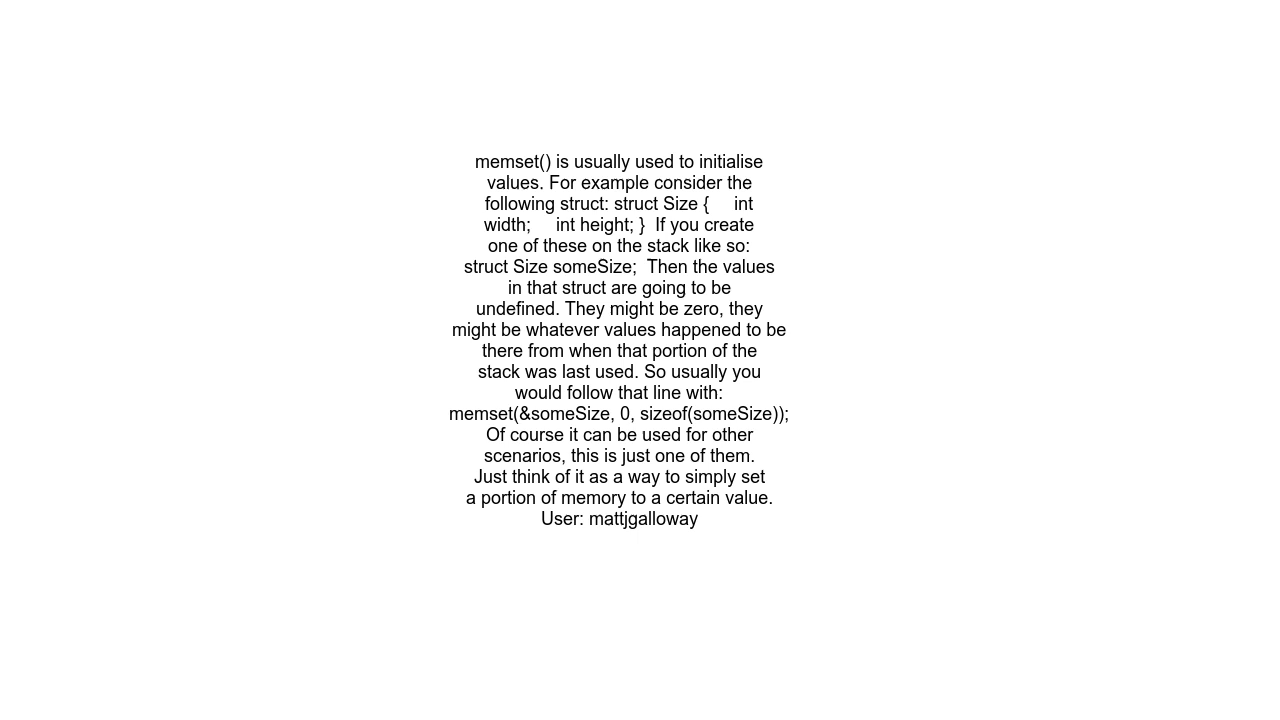 memset() is usually used to initialise
values. For example consider the
following struct: struct Size {     int
width;     int height; }  If you create
one of these on the stack like so:
struct Size someSize;  Then the values
in that struct are going to be
undefined. They might be zero, they
might be whatever values happened to be
there from when that portion of the
stack was last used. So usually you
would follow that line with:
memset(&someSize, 0, sizeof(someSize));
Of course it can be used for other
scenarios, this is just one of them.
Just think of it as a way to simply set
a portion of memory to a certain value.
User: mattjgalloway